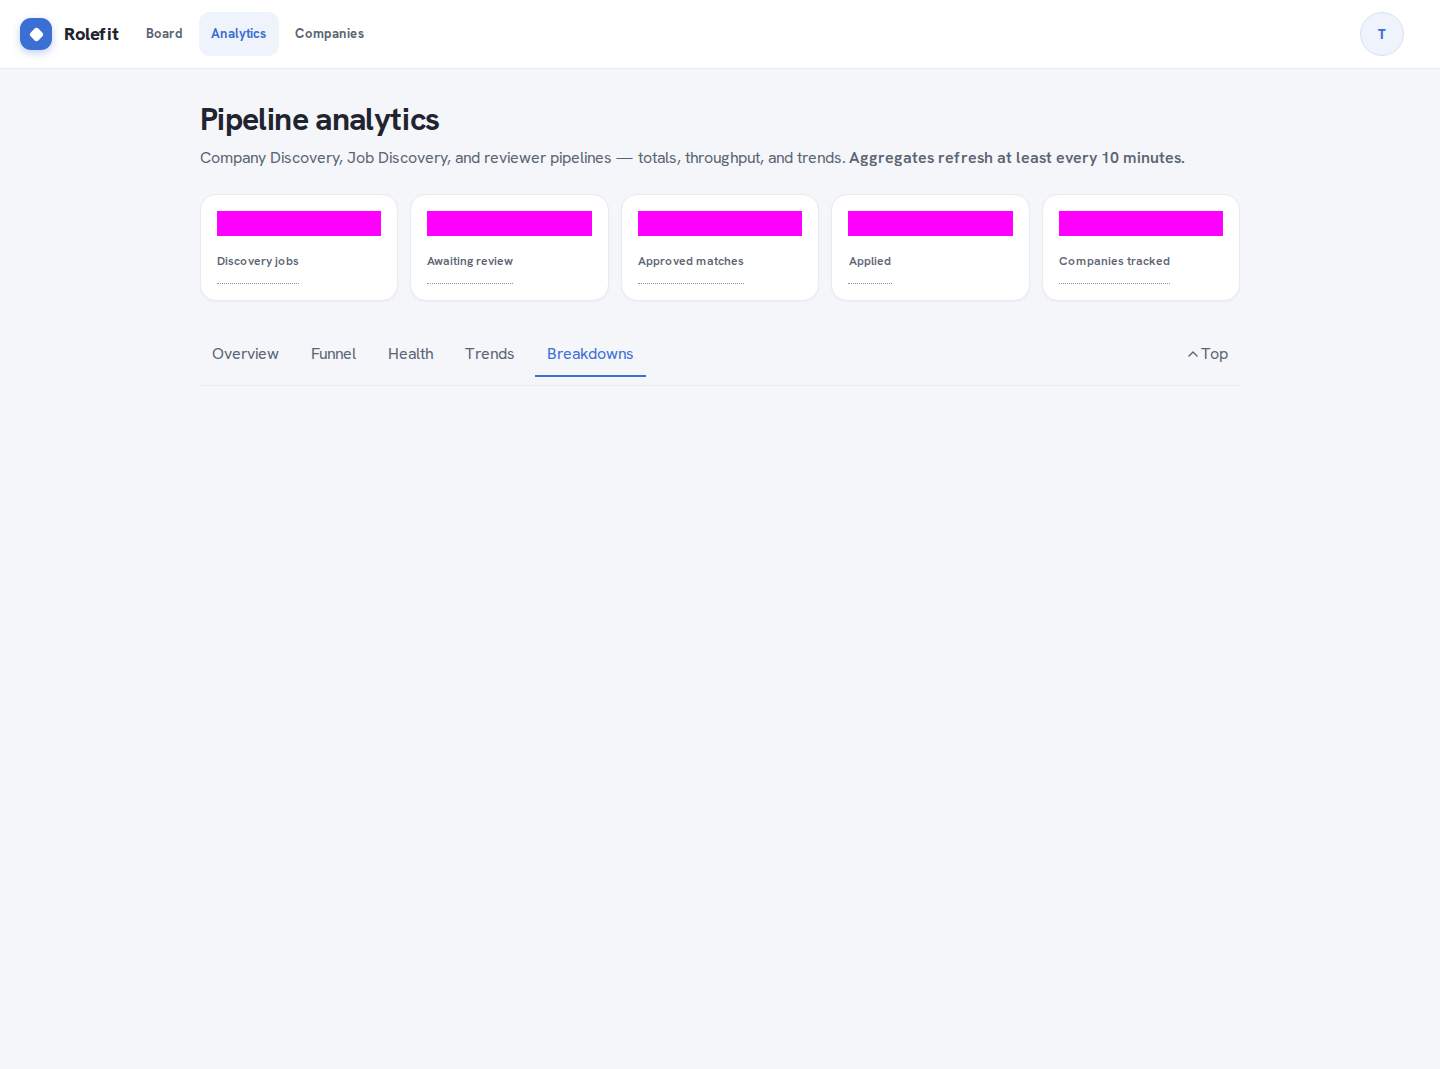 Rolefit Board Analytics Companies T
Pipeline analytics
Company Discovery, Job Discovery, and reviewer pipelines — totals, throughput, and trends. Aggregates refresh at least every 10 minutes.
Discovery jobs Awaiting review Approved matches Applied Companies tracked
Overview Funnel Health Trends Breakdowns Top